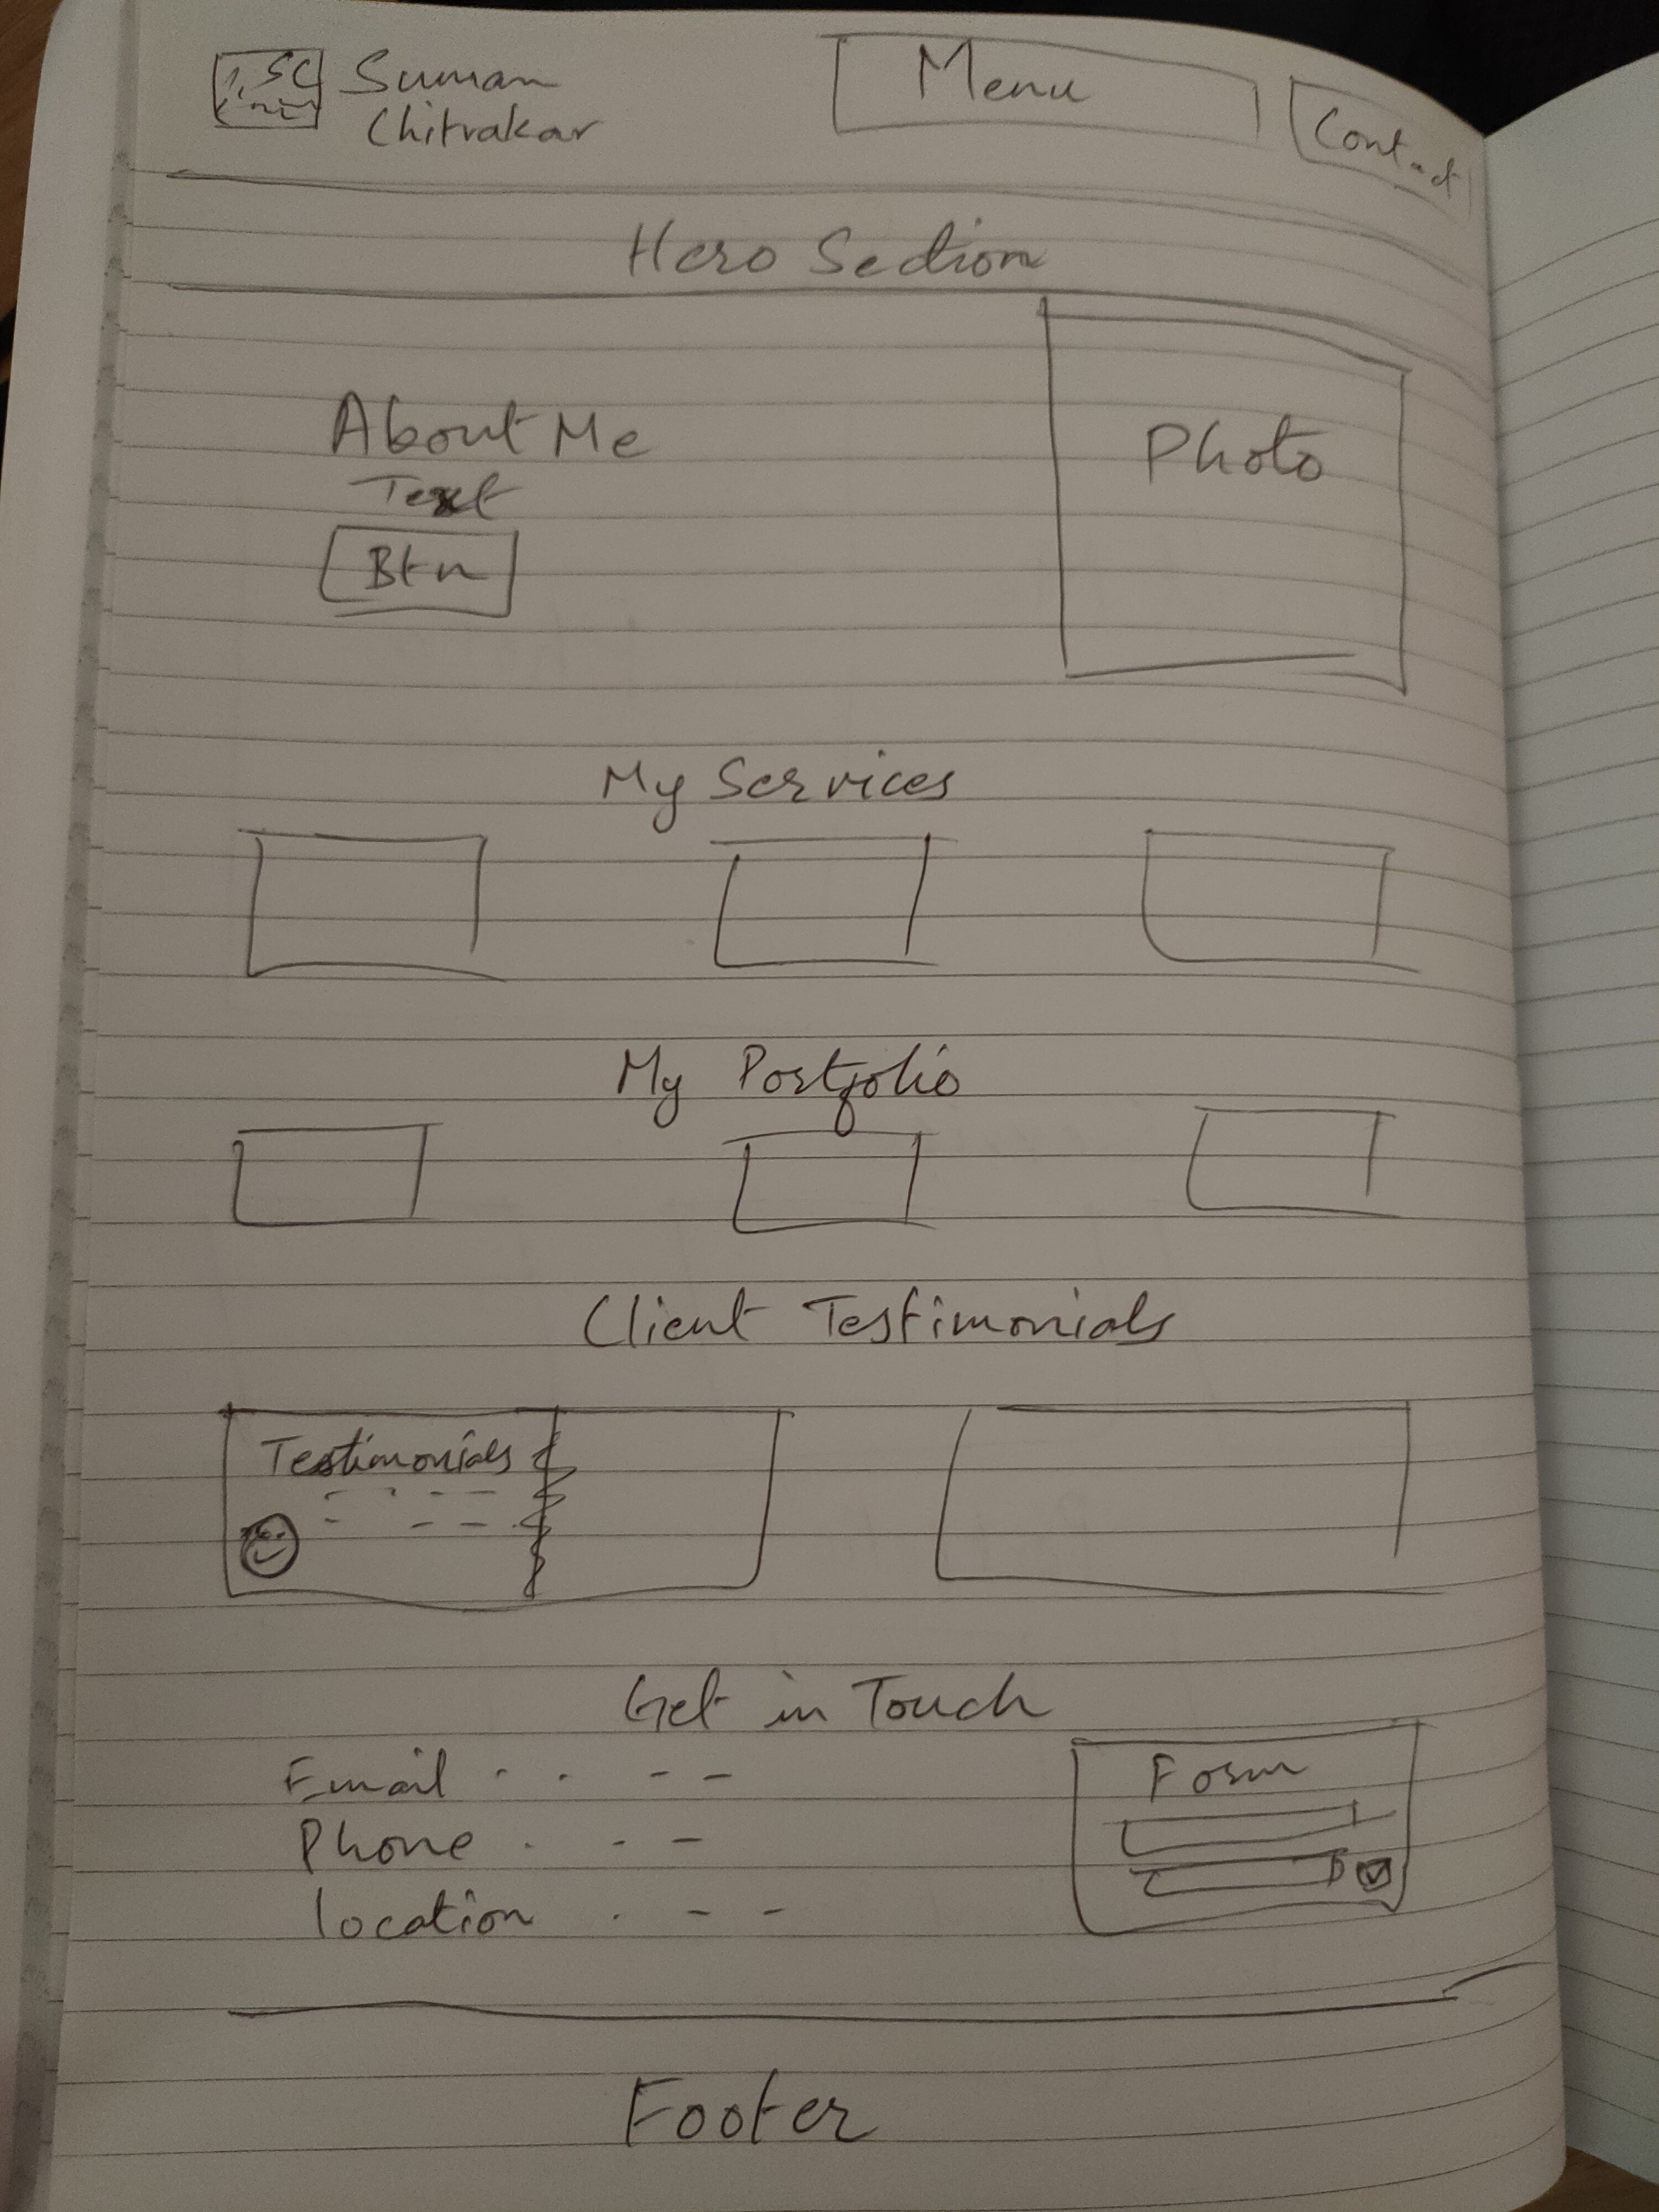 SC
Suman
Chitrakar
Menu
Contact
Hero Section
About Me
Text
Btn
Photo
My Services
My Portfolio
Client Testimonials
Testimonials
Get in Touch
Email
Phone
location
Form
Footer